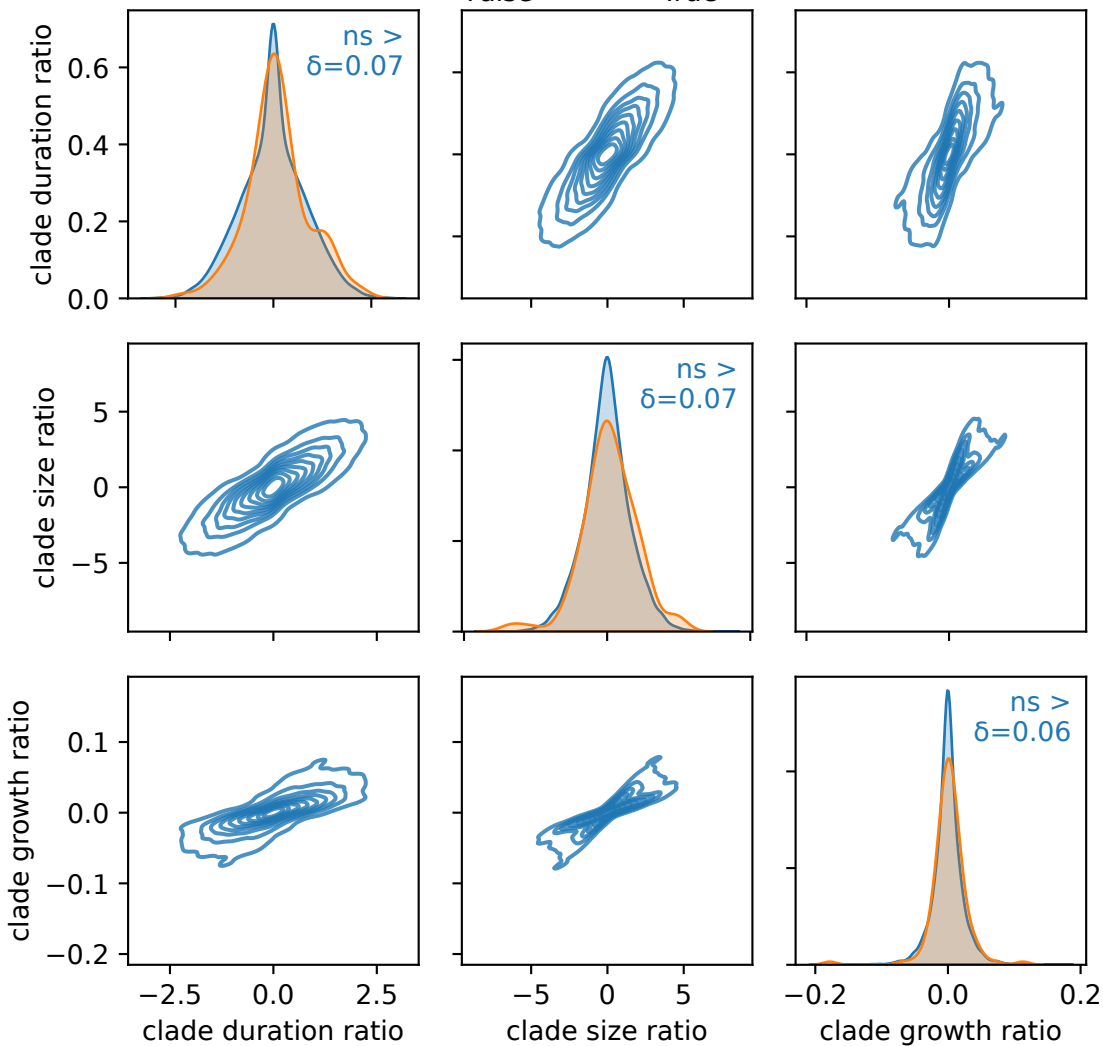 clade duration ratio
0.6
0.4
0.2
0.0
ns >
δ=0.07
clade size ratio
5
0
−5
ns >
δ=0.07
clade growth ratio
0.1
0.0
−0.1
−0.2
ns >
δ=0.06
−2.5 0.0 2.5
−5 0 5
−0.2 0.0 0.2
clade duration ratio
clade size ratio
clade growth ratio